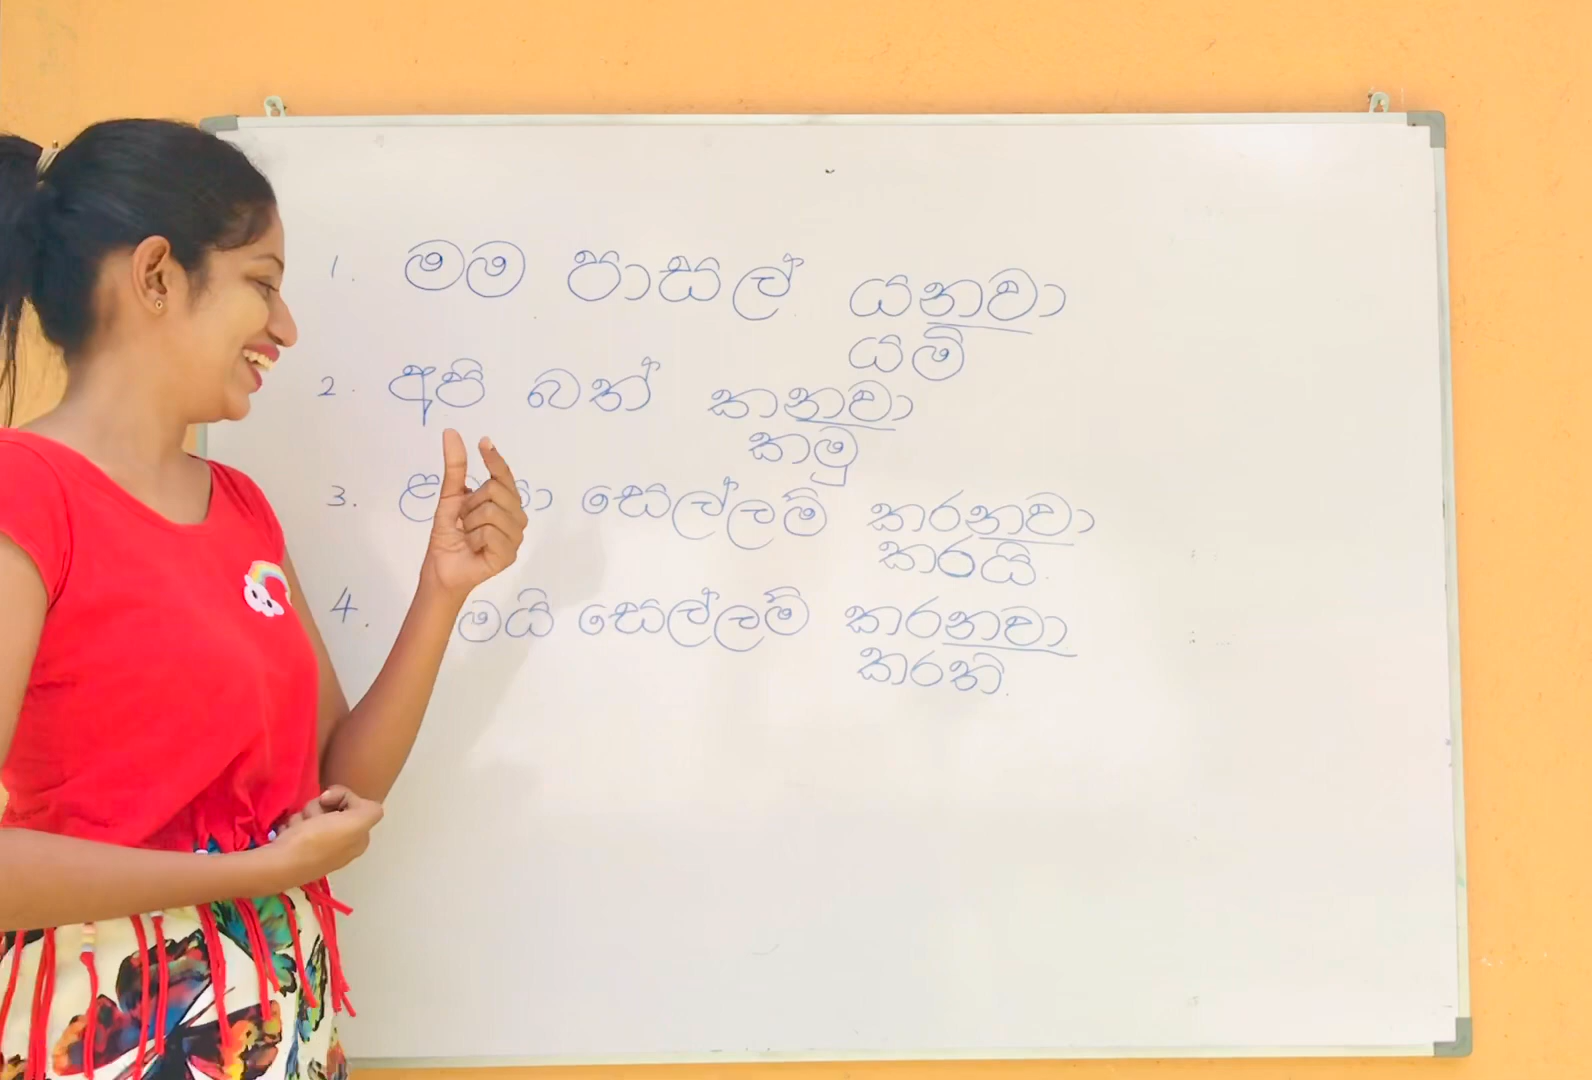 1. මම පාසල් යනවා
යමි
2. අපි බත් කනවා
කමු
3. සෙල්ලම් කරනවා
කරයි
4. සෙල්ලම් කරනවා
කරති.